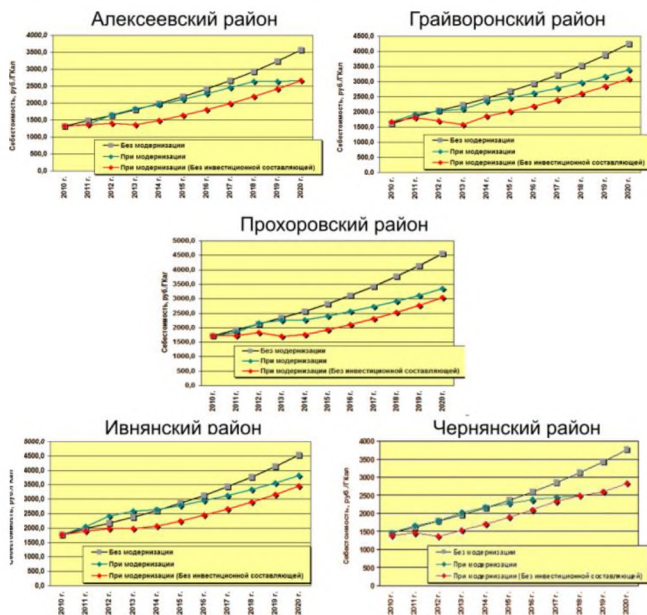 Алексеевский район
4000,0
3500,0
3000,0
2500,0
2000,0
1500,0
1000,0
500,0
0,0
Себестоимость, руб./ГКал
Без модернизации
При модернизации
При модернизации (Без инвестиционной составляющей)
2010 г.
2011 г.
2012 г.
2013 г.
2014 г.
2015 г.
2016 г.
2017 г.
2018 г.
2019 г.
2020 г.
Грайворонский район
4500,0
4000,0
3500,0
3000,0
2500,0
2000,0
1500,0
1000,0
500,0
0,0
Себестоимость, руб./ГКал
Без модернизации
При модернизации
При модернизации (Без инвестиционной составляющей)
2010 г.
2011 г.
2012 г.
2013 г.
2014 г.
2015 г.
2016 г.
2017 г.
2018 г.
2019 г.
2020 г.
Прохоровский район
5000,0
4500,0
4000,0
3500,0
3000,0
2500,0
2000,0
1500,0
1000,0
500,0
0,0
Себестоимость, руб./ГКал
Без модернизации
При модернизации
При модернизации (Без инвестиционной составляющей)
2010 г.
2011 г.
2012 г.
2013 г.
2014 г.
2015 г.
2016 г.
2017 г.
2018 г.
2019 г.
2020 г.
Ивнянский район
5000,0
4500,0
4000,0
3500,0
3000,0
2500,0
2000,0
1500,0
1000,0
500,0
0,0
Себестоимость, руб./ГКал
Без модернизации
При модернизации
При модернизации (Без инвестиционной составляющей)
2010 г.
2011 г.
2012 г.
2013 г.
2014 г.
2015 г.
2016 г.
2017 г.
2018 г.
2019 г.
2020 г.
Чернянский район
4000
3500
3000
2500
2000
1500
1000
500
0
Себестоимость, руб./ГКал
Без модернизации
При модернизации
При модернизации (Без инвестиционной составляющей)
2010 г.
2011 г.
2012 г.
2013 г.
2014 г.
2015 г.
2016 г.
2017 г.
2018 г.
2019 г.
2020 г.